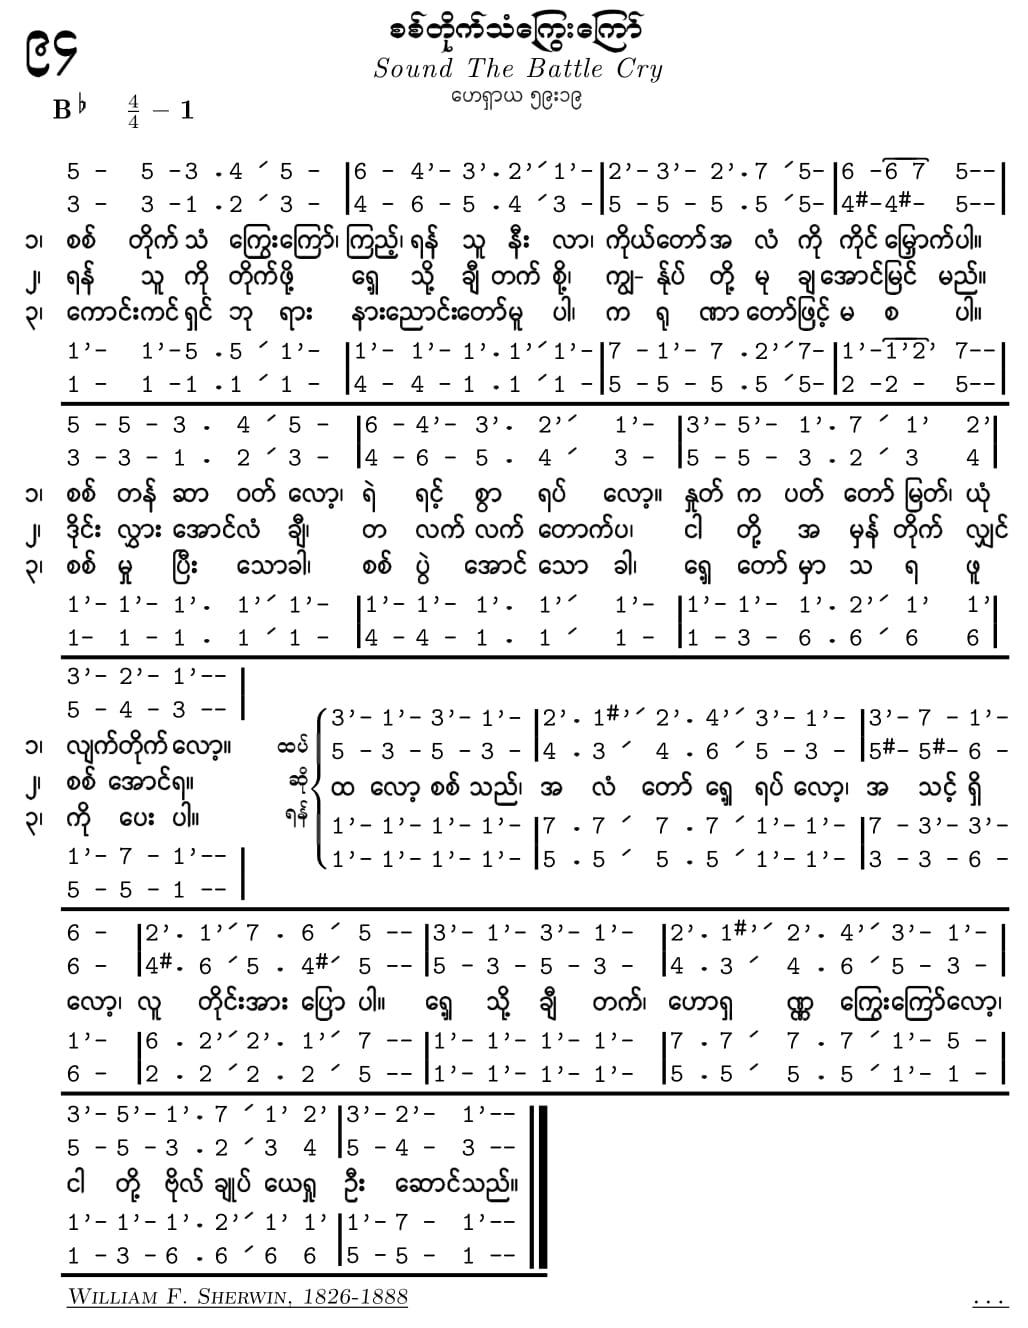 ၉၄
စစ်တိုက်သံကြွေးကြော်
Sound The Battle Cry
ဟေရှာယ ၅၉း၁၉
B♭ 4/4 – 1
5 – 5 –3 .4 ⸍ 5 – |6 – 4’– 3’.2’⸍1’–|2’–3’– 2’.7 ⸍5–|6 –6 7 5––|
3 – 3 –1 .2 ⸍ 3 – |4 – 6 – 5 .4 ⸍3 –|5 – 5 – 5 .5 ⸍5–|4#–4#– 5––|
၁၊ စစ် တိုက် သံ ကြွေးကြော်၊ ကြည့်၊ ရန် သူ နီး လာ၊ ကိုယ်တော် အ လံ ကို ကိုင် မြှောက်ပါ။
၂၊ ရန် သူ ကို တိုက်ဖို့ ရှေ့ သို့ ချီ တက် စို့၊ ကျွ– န်ုပ် တို့ မု ချ အောင်မြင် မည်။
၃၊ ကောင်းကင် ရှင် ဘု ရား နားညောင်းတော်မူ ပါ၊ က ရု ဏာ တော်ဖြင့် မ စ ပါ။
1’– 1’–5 .5 ⸍ 1’– |1’– 1’– 1’.1’⸍1’–|7 – 1’– 7 .2’⸍7–|1’–1’2’ 7––|
1 – 1 –1 .1 ⸍ 1 – |4 – 4 – 1 .1 ⸍1 –|5 – 5 – 5 .5 ⸍5–|2 –2 – 5––|
5 – 5 – 3 . 4 ⸍ 5 – |6 – 4’– 3’. 2’⸍ 1’– |3’– 5’– 1’.7 ⸍ 1’ 2’|
3 – 3 – 1 . 2 ⸍ 3 – |4 – 6 – 5 . 4 ⸍ 3 – |5 – 5 – 3 .2 ⸍ 3 4 |
၁၊ စစ် တန် ဆာ ဝတ် လော့၊ ရဲ ရင့် စွာ ရပ် လော့။ နှုတ် က ပတ် တော် မြတ်၊ ယုံ
၂၊ ဒိုင်း လွှား အောင်လံ ချီ၊ တ လက် လက် တောက်ပ၊ ငါ တို့ အ မှန် တိုက် လျှင်
၃၊ စစ် မှု ပြီး သောခါ၊ စစ် ပွဲ အောင် သော ခါ၊ ရှေ့ တော် မှာ သ ရ ဖူ
1’– 1’– 1’. 1’⸍ 1’– |1’– 1’– 1’. 1’⸍ 1’– |1’– 1’– 1’.2’⸍ 1’ 1’|
1– 1 – 1 . 1 ⸍ 1 – |4 – 4 – 1 . 1 ⸍ 1 – |1 – 3 – 6 .6 ⸍ 6 6 |
3’– 2’– 1’–– |
5 – 4 – 3 –– |
၁၊ လျက်တိုက် လော့။
၂၊ စစ် အောင်ရ။
၃၊ ကို ပေး ပါ။
1’– 7 – 1’–– |
5 – 5 – 1 –– |
ထပ်
ဆို
ရန်
3’– 1’– 3’– 1’– |2’. 1#’⸍ 2’. 4’⸍ 3’– 1’– |3’– 7 – 1’–
5 – 3 – 5 – 3 – |4 .3 ⸍ 4 . 6 ⸍ 5 – 3 – |5#– 5#– 6 –
ထ လော့ စစ် သည်၊ အ လံ တော် ရှေ့ ရပ် လော့၊ အ သင့် ရှိ
1’– 1’– 1’– 1’– |7 .7 ⸍ 7 .7 ⸍ 1’– 1’– |7 – 3’– 3’–
1’– 1’– 1’– 1’– |5 .5 ⸍ 5 .5 ⸍ 1’– 1’– |3 – 3 – 6 –
6 – |2’. 1’⸍7 . 6 ⸍ 5 –– |3’– 1’– 3’– 1’– |2’. 1#’⸍ 2’. 4’⸍ 3’– 1’– |
6 – |4#. 6 ⸍5 . 4#⸍ 5 –– |5 – 3 – 5 – 3 – |4 .3 ⸍ 4 . 6 ⸍ 5 – 3 – |
လော့၊ လူ တိုင်းအား ပြော ပါ။ ရှေ့ သို့ ချီ တက်၊ ဟောရှ ဏ္ဏ ကြွေးကြော်လော့၊
1’– |6 . 2’⸍2’. 1’⸍ 7 –– |1’– 1’– 1’– 1’– |7 .7 ⸍ 7 . 7 ⸍ 1’– 5 – |
6 – |2 . 2 ⸍2 . 2 ⸍ 5 –– |1’– 1’– 1’– 1’– |5 .5 ⸍ 5 . 5 ⸍ 1’– 1 – |
3’– 5’– 1’.7 ⸍ 1’ 2’|3’– 2’– 1’––
5 – 5 – 3 .2 ⸍ 3 4 |5 – 4 – 3 ––
ငါ တို့ ဗိုလ် ချုပ် ယေရှု ဦး ဆောင်သည်။
1’– 1’– 1’.2’⸍ 1’ 1’|1’– 7 – 1’––
1 – 3 – 6 .6 ⸍ 6 6 |5 – 5 – 1 ––
WILLIAM F. SHERWIN, 1826-1888
...